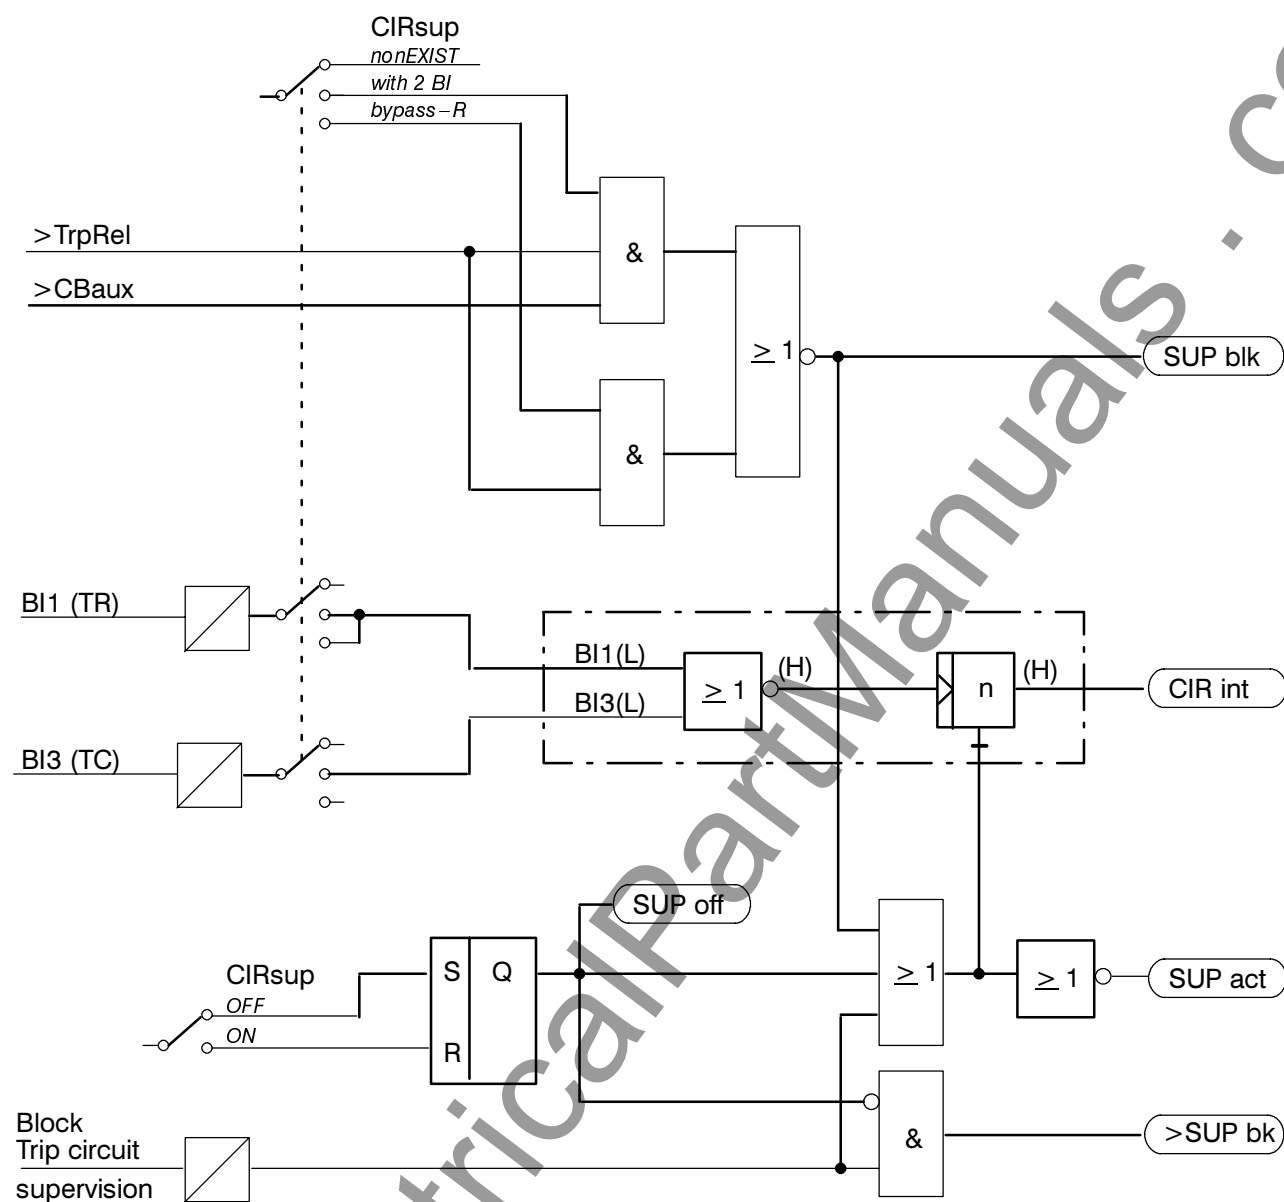 CIRsup
nonEXIST
with 2 BI
bypass-R
>TrpRel
&
>CBaux
≥ 1
SUP blk
&
BI1 (TR)
BI1(L)
≥ 1
(H)
n
(H)
CIR int
BI3(L)
BI3 (TC)
SUP off
CIRsup
OFF
ON
S
Q
R
≥ 1
≥ 1
SUP act
Block
Trip circuit
supervision
&
>SUP bk
tricalPartManuals . c